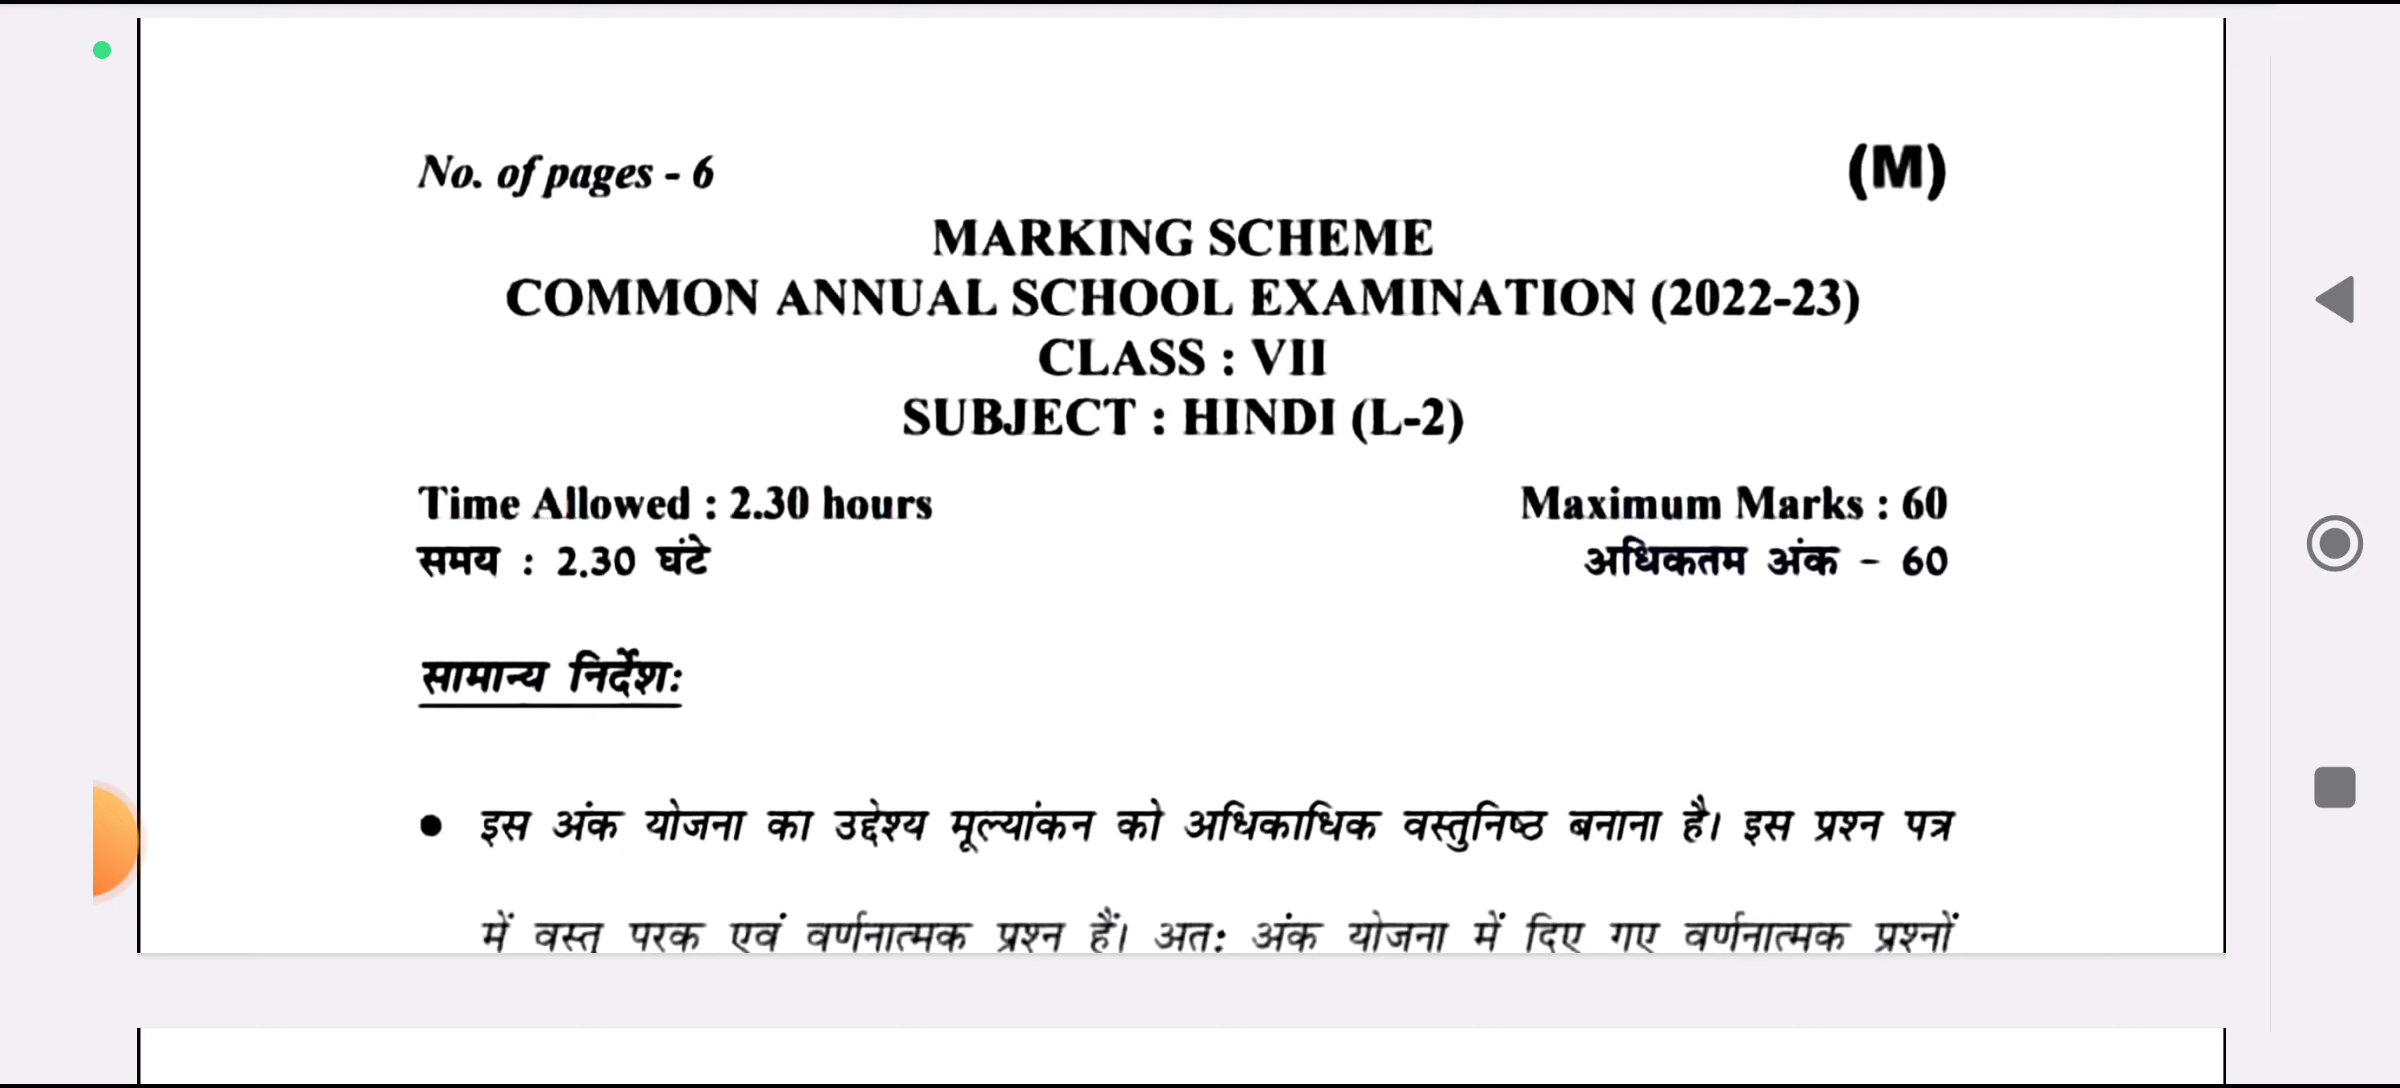 No. of pages - 6
(M)
MARKING SCHEME
COMMON ANNUAL SCHOOL EXAMINATION (2022-23)
CLASS : VII
SUBJECT : HINDI (L-2)
Time Allowed : 2.30 hours
Maximum Marks : 60
समय : 2.30 घंटे
अधिकतम अंक - 60
सामान्य निर्देश:
• इस अंक योजना का उद्देश्य मूल्यांकन को अधिकाधिक वस्तुनिष्ठ बनाना है। इस प्रश्न पत्र
में वस्तु परक एवं वर्णनात्मक प्रश्न हैं। अत: अंक योजना में दिए गए वर्णनात्मक प्रश्नों